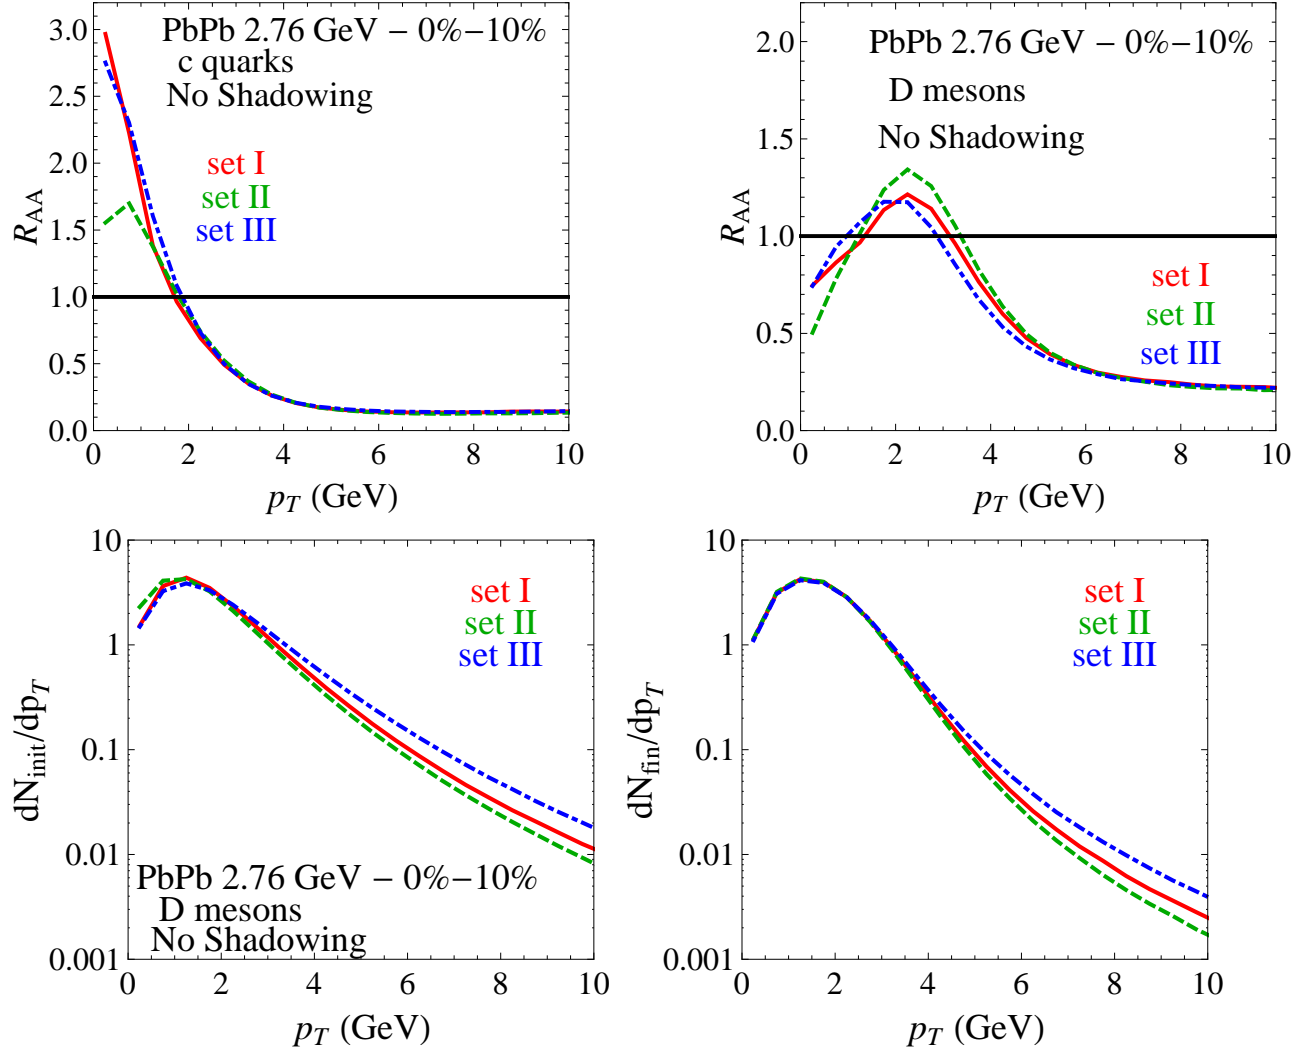 PbPb 2.76 GeV − 0%−10%
c quarks
No Shadowing
set I
set II
set III
3.0
2.5
2.0
1.5
1.0
0.5
0.0
R_AA
0 2 4 6 8 10
p_T (GeV)
PbPb 2.76 GeV − 0%−10%
D mesons
No Shadowing
set I
set II
set III
2.0
1.5
1.0
0.5
0.0
R_AA
0 2 4 6 8 10
p_T (GeV)
set I
set II
set III
10
1
0.1
0.01
0.001
dN_init/dp_T
PbPb 2.76 GeV − 0%−10%
D mesons
No Shadowing
0 2 4 6 8 10
p_T (GeV)
set I
set II
set III
10
1
0.1
0.01
0.001
dN_fin/dp_T
0 2 4 6 8 10
p_T (GeV)